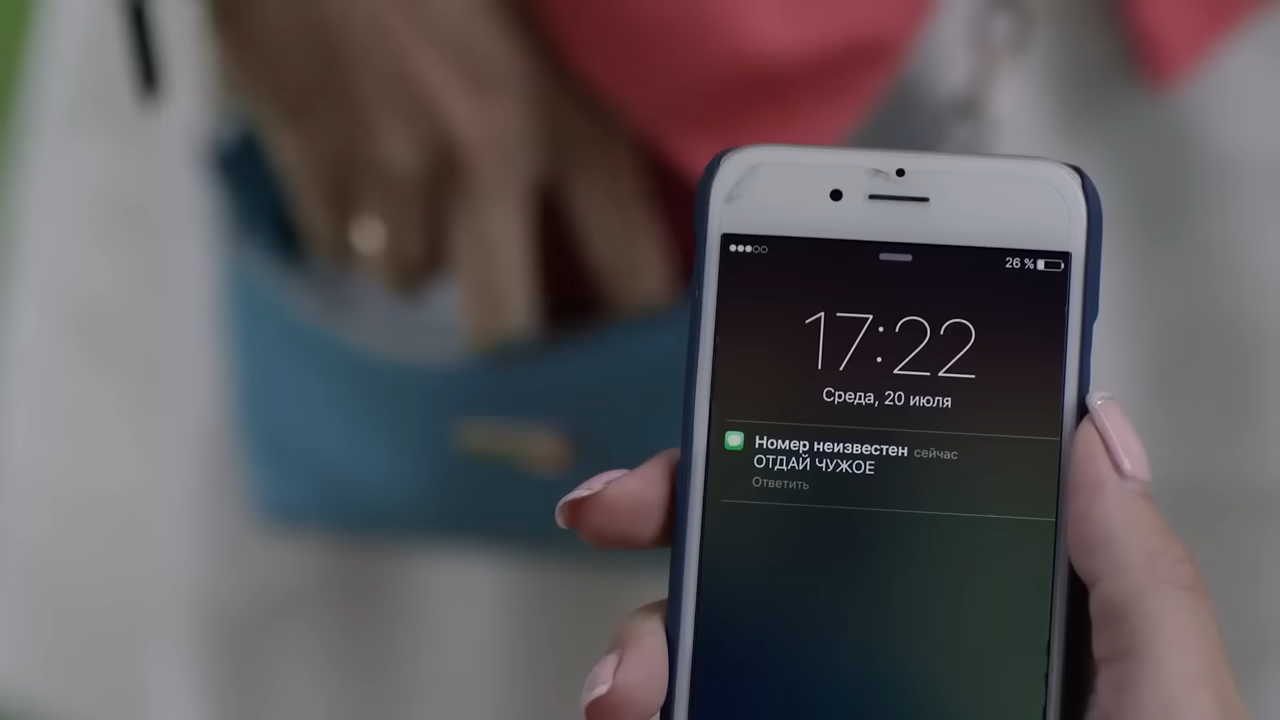 26 %
17:22
Среда, 20 июля
Номер неизвестен сейчас
ОТДАЙ ЧУЖОЕ
Ответить